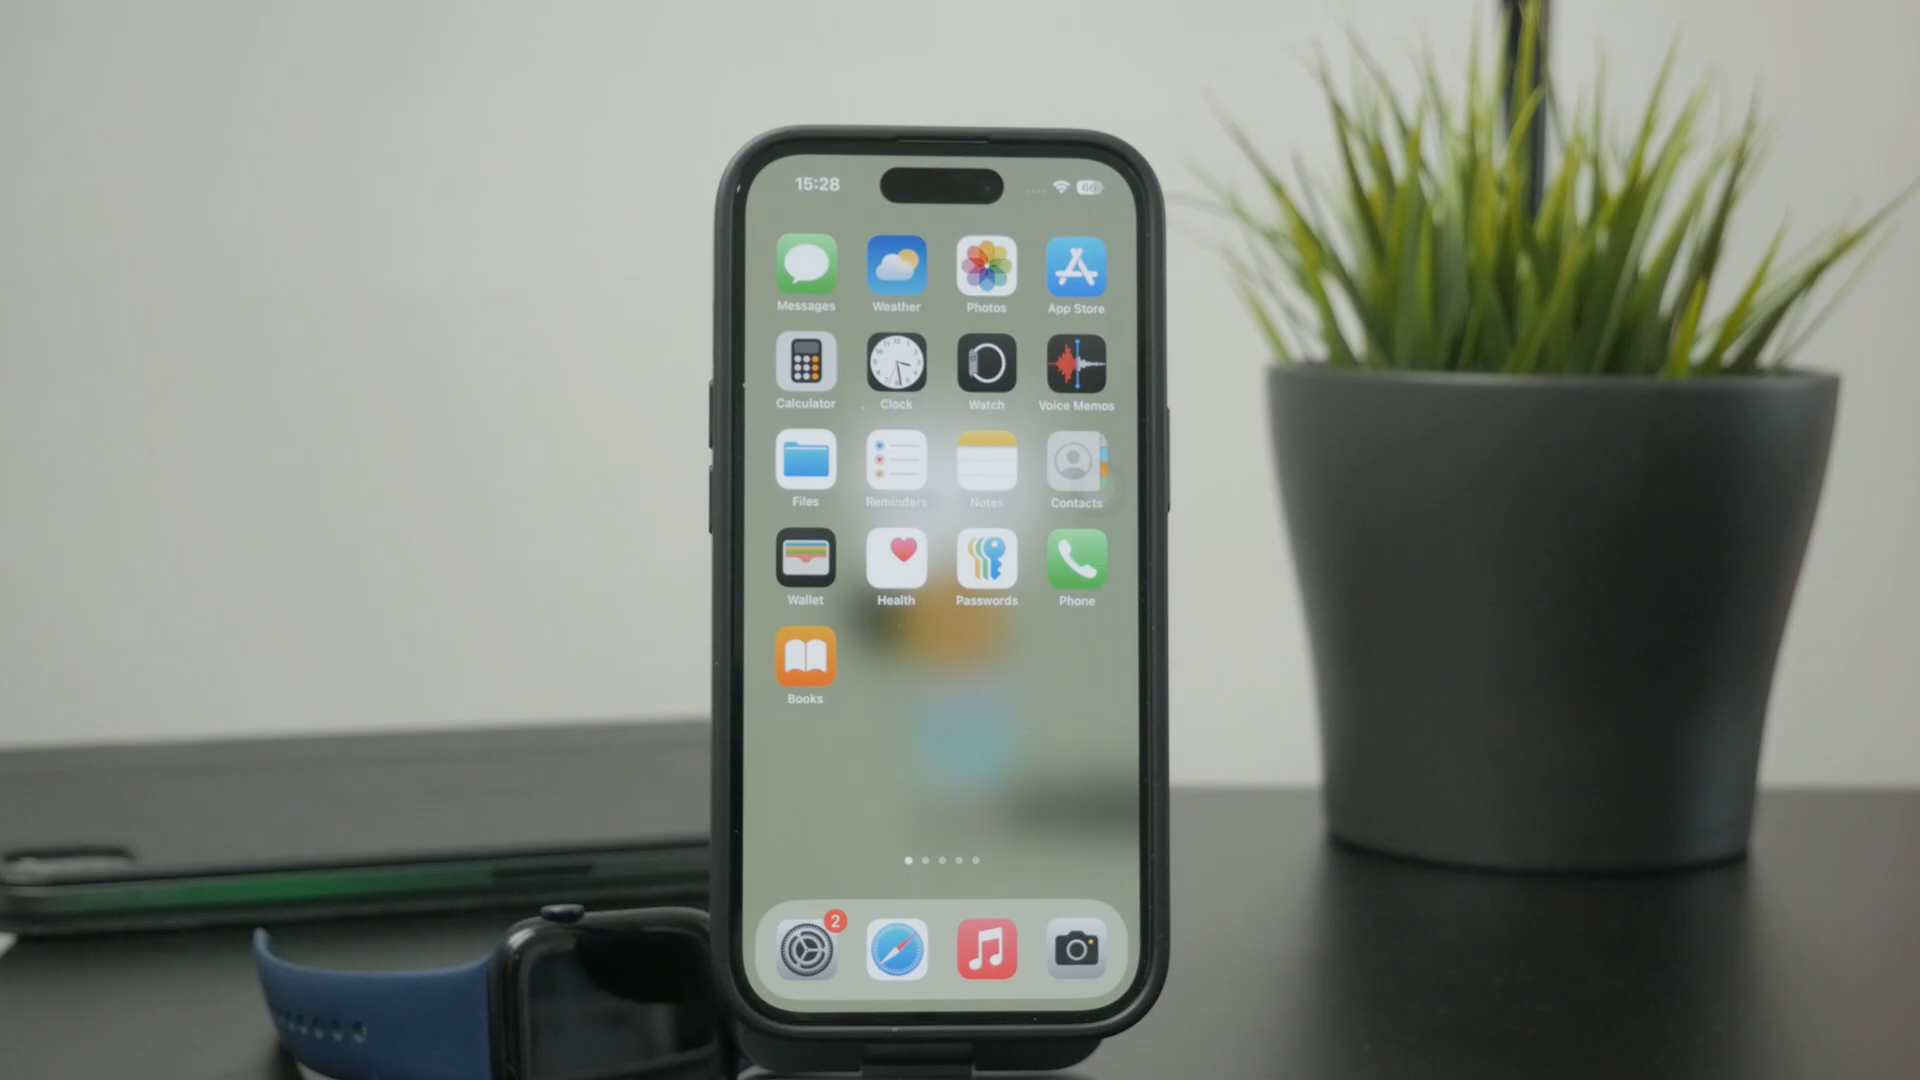 15:28 66
Messages Weather Photos App Store
Calculator Clock Watch Voice Memos
Files Reminders Notes Contacts
Wallet Health Passwords Phone
Books
2